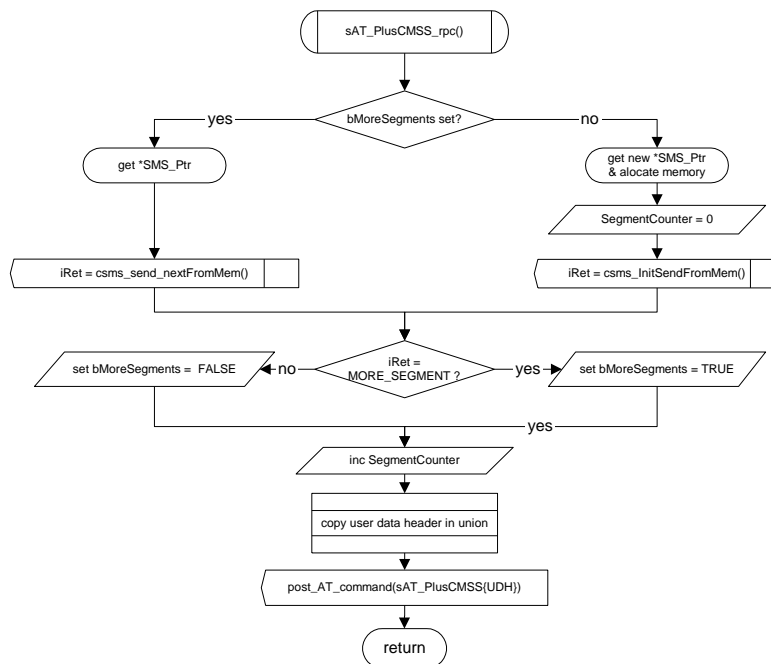 sAT_PlusCMSS_rpc()
bMoreSegments set?
yes
no
get *SMS_Ptr
get new *SMS_Ptr
& alocate memory
SegmentCounter = 0
iRet = csms_send_nextFromMem()
iRet = csms_InitSendFromMem()
iRet =
MORE_SEGMENT ?
set bMoreSegments =  FALSE
no
yes
set bMoreSegments = TRUE
yes
inc SegmentCounter
copy user data header in union
post_AT_command(sAT_PlusCMSS{UDH})
return